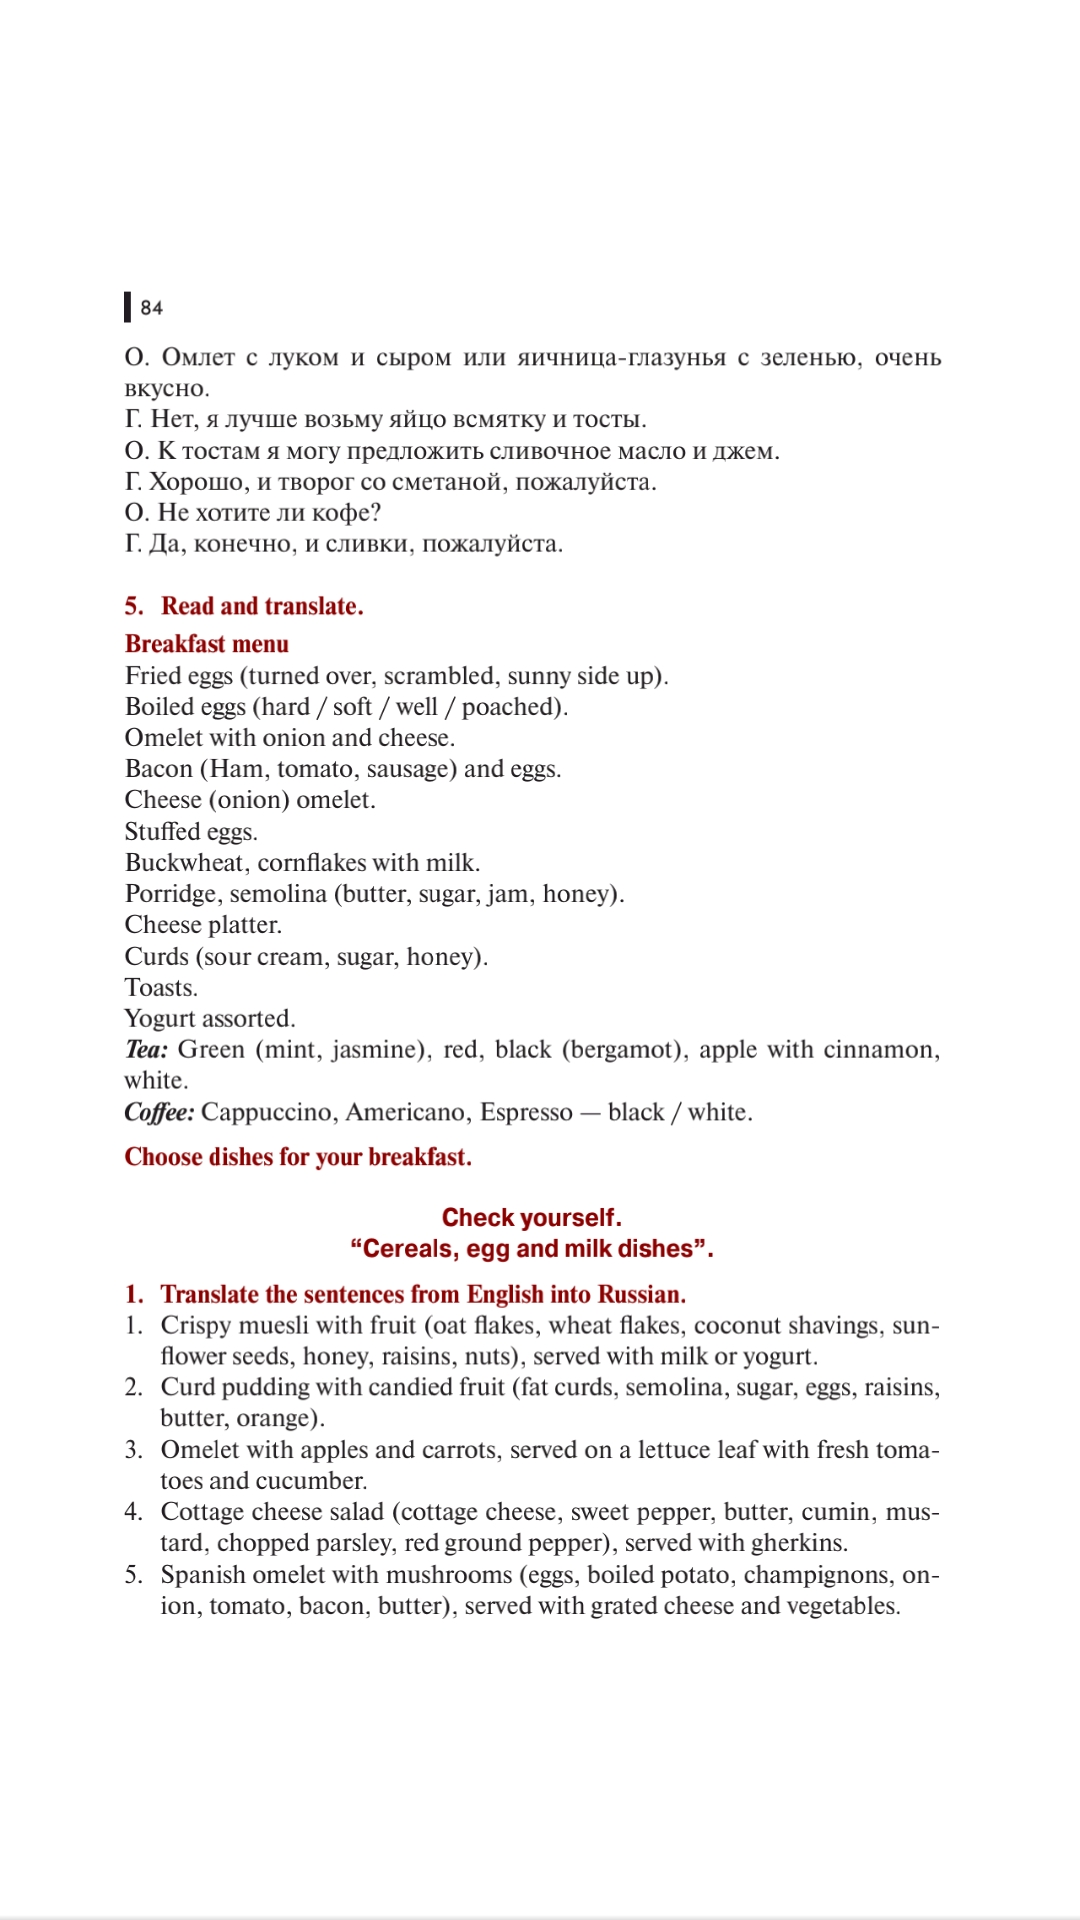 84
О. Омлет с луком и сыром или яичница-глазунья с зеленью, очень
вкусно.
Г. Нет, я лучше возьму яйцо всмятку и тосты.
О. К тостам я могу предложить сливочное масло и джем.
Г. Хорошо, и творог со сметаной, пожалуйста.
О. Не хотите ли кофе?
Г. Да, конечно, и сливки, пожалуйста.
5. Read and translate.
Breakfast menu
Fried eggs (turned over, scrambled, sunny side up).
Boiled eggs (hard / soft / well / poached).
Omelet with onion and cheese.
Bacon (Ham, tomato, sausage) and eggs.
Cheese (onion) omelet.
Stuffed eggs.
Buckwheat, cornflakes with milk.
Porridge, semolina (butter, sugar, jam, honey).
Cheese platter.
Curds (sour cream, sugar, honey).
Toasts.
Yogurt assorted.
Tea: Green (mint, jasmine), red, black (bergamot), apple with cinnamon,
white.
Coffee: Cappuccino, Americano, Espresso — black / white.
Choose dishes for your breakfast.
Check yourself.
“Cereals, egg and milk dishes”.
1. Translate the sentences from English into Russian.
1. Crispy muesli with fruit (oat flakes, wheat flakes, coconut shavings, sun-
flower seeds, honey, raisins, nuts), served with milk or yogurt.
2. Curd pudding with candied fruit (fat curds, semolina, sugar, eggs, raisins,
butter, orange).
3. Omelet with apples and carrots, served on a lettuce leaf with fresh toma-
toes and cucumber.
4. Cottage cheese salad (cottage cheese, sweet pepper, butter, cumin, mus-
tard, chopped parsley, red ground pepper), served with gherkins.
5. Spanish omelet with mushrooms (eggs, boiled potato, champignons, on-
ion, tomato, bacon, butter), served with grated cheese and vegetables.